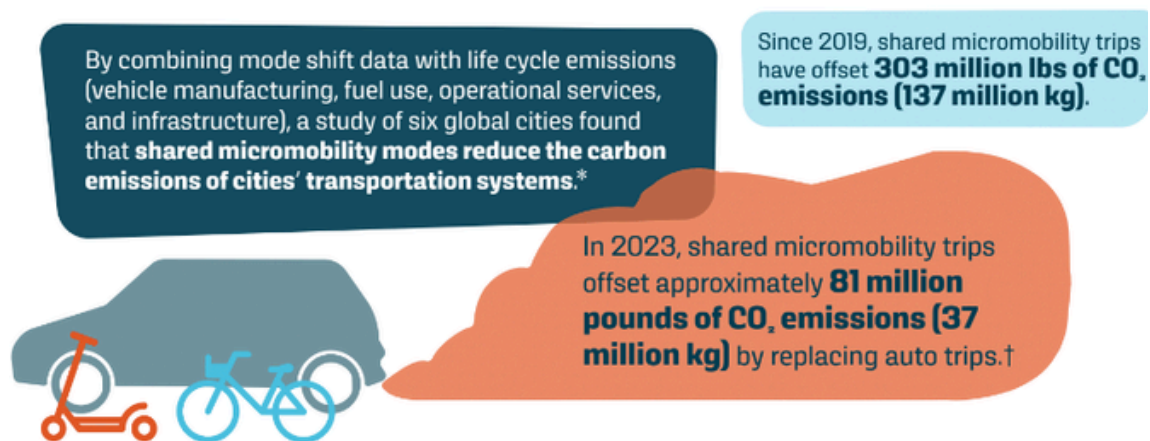 By combining mode shift data with life cycle emissions
(vehicle manufacturing, fuel use, operational services,
and infrastructure), a study of six global cities found
that shared micromobility modes reduce the carbon
emissions of cities' transportation systems.*
Since 2019, shared micromobility trips
have offset 303 million lbs of CO₂
emissions (137 million kg).
In 2023, shared micromobility trips
offset approximately 81 million
pounds of CO₂ emissions (37
million kg) by replacing auto trips.†